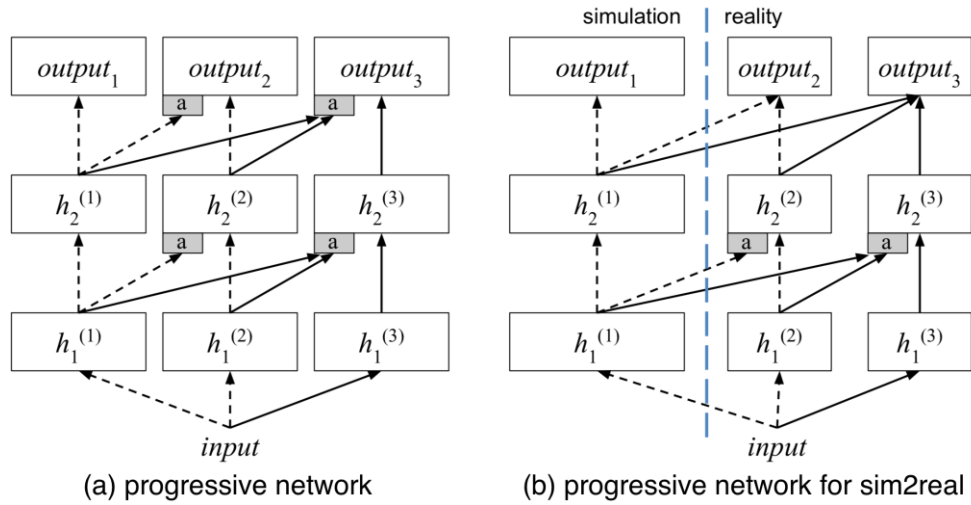 simulation reality
output₁ output₂ output₃ output₁ output₂ output₃
a a
h₂⁽¹⁾ h₂⁽²⁾ h₂⁽³⁾ h₂⁽¹⁾ h₂⁽²⁾ h₂⁽³⁾
a a a a
h₁⁽¹⁾ h₁⁽²⁾ h₁⁽³⁾ h₁⁽¹⁾ h₁⁽²⁾ h₁⁽³⁾
input input
(a) progressive network (b) progressive network for sim2real